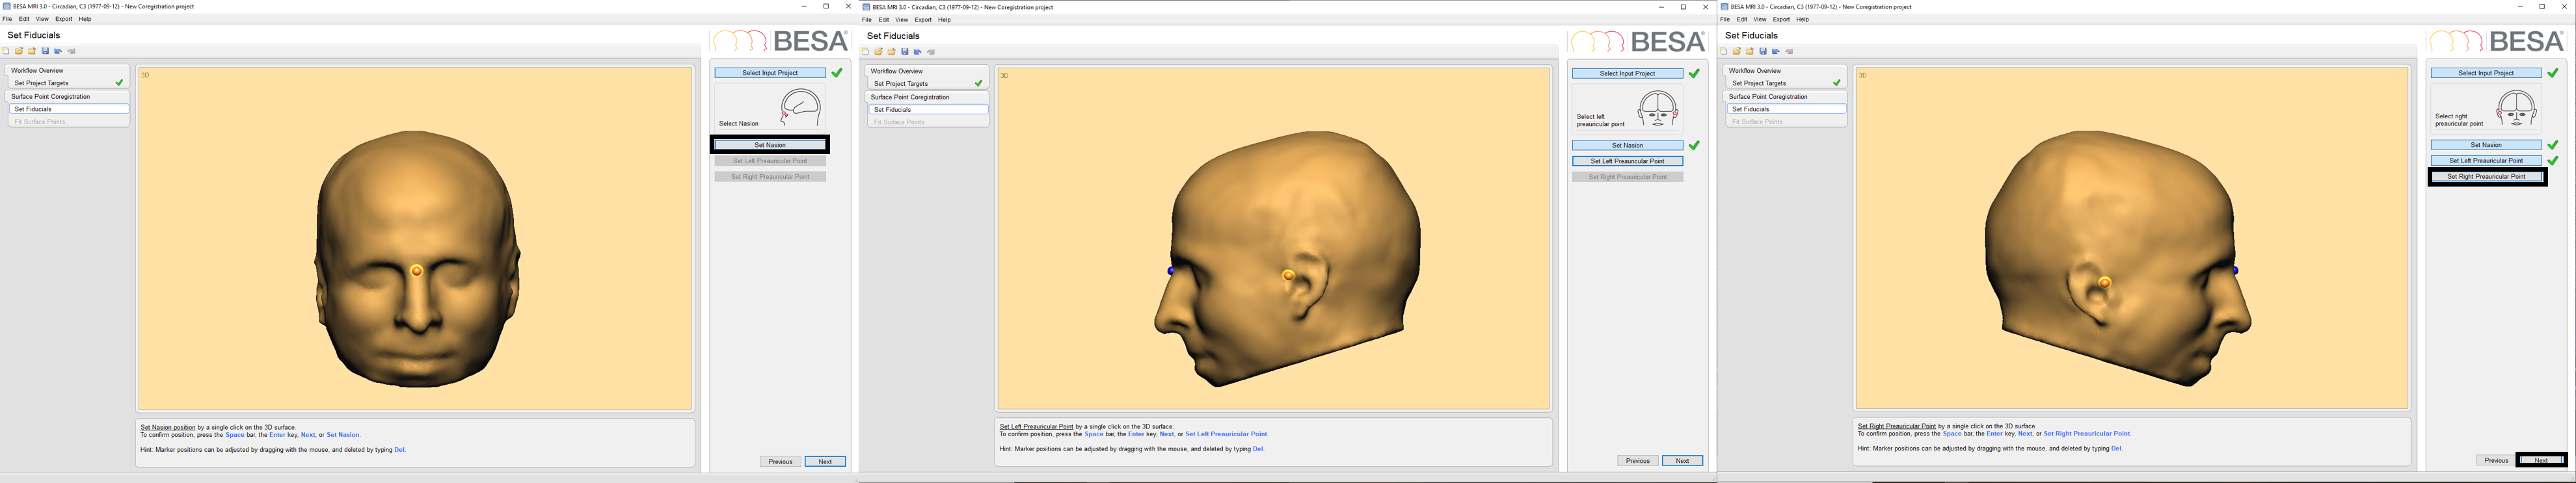 BESA MRI 3.0 - Circadian, C3 (1977-09-12) - New Coregistration project
File Edit View Export Help
Set Fiducials
BESA®
Workflow Overview
Set Project Targets
Surface Point Coregistration
Set Fiducials
Fit Surface Points
3D
Select Input Project
Select Nasion
Set Nasion
Set Left Preauricular Point
Set Right Preauricular Point
Set Nasion position by a single click on the 3D surface.
To confirm position, press the Space bar, the Enter key, Next, or Set Nasion.
Hint: Marker positions can be adjusted by dragging with the mouse, and deleted by typing Del.
Previous Next
BESA MRI 3.0 - Circadian, C3 (1977-09-12) - New Coregistration project
File Edit View Export Help
Set Fiducials
BESA®
Workflow Overview
Set Project Targets
Surface Point Coregistration
Set Fiducials
Fit Surface Points
3D
Select Input Project
Select left
preauricular point
Set Nasion
Set Left Preauricular Point
Set Right Preauricular Point
Set Left Preauricular Point by a single click on the 3D surface.
To confirm position, press the Space bar, the Enter key, Next, or Set Left Preauricular Point.
Hint: Marker positions can be adjusted by dragging with the mouse, and deleted by typing Del.
Previous Next
BESA MRI 3.0 - Circadian, C3 (1977-09-12) - New Coregistration project
File Edit View Export Help
Set Fiducials
BESA®
Workflow Overview
Set Project Targets
Surface Point Coregistration
Set Fiducials
Fit Surface Points
3D
Select Input Project
Select right
preauricular point
Set Nasion
Set Left Preauricular Point
Set Right Preauricular Point
Set Right Preauricular Point by a single click on the 3D surface.
To confirm position, press the Space bar, the Enter key, Next, or Set Right Preauricular Point.
Hint: Marker positions can be adjusted by dragging with the mouse, and deleted by typing Del.
Previous Next